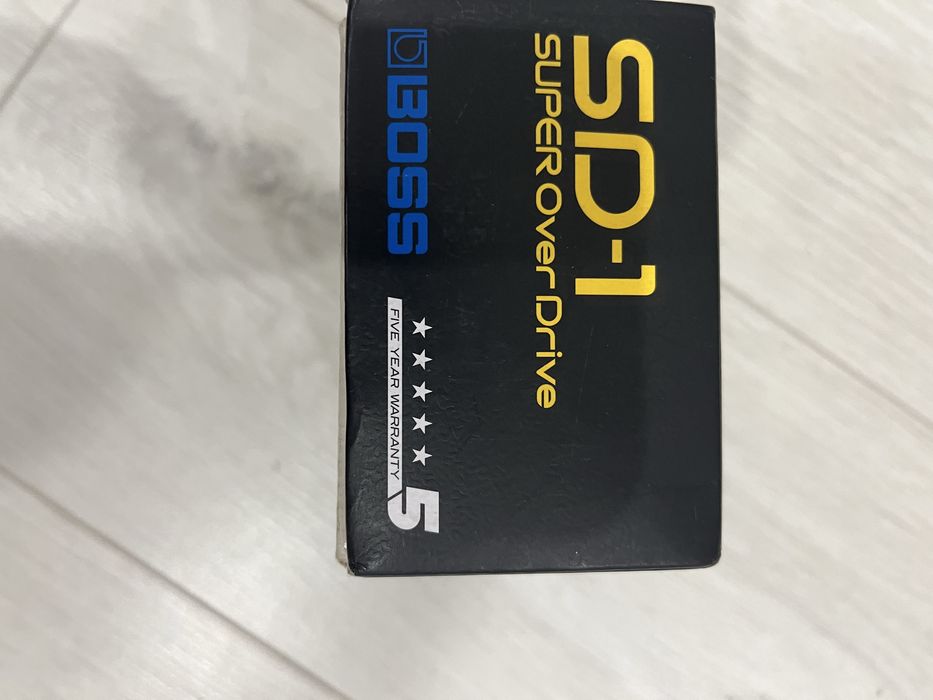 SD-1
SUPER Over Drive
BOSS
FIVE YEAR WARRANTY 5